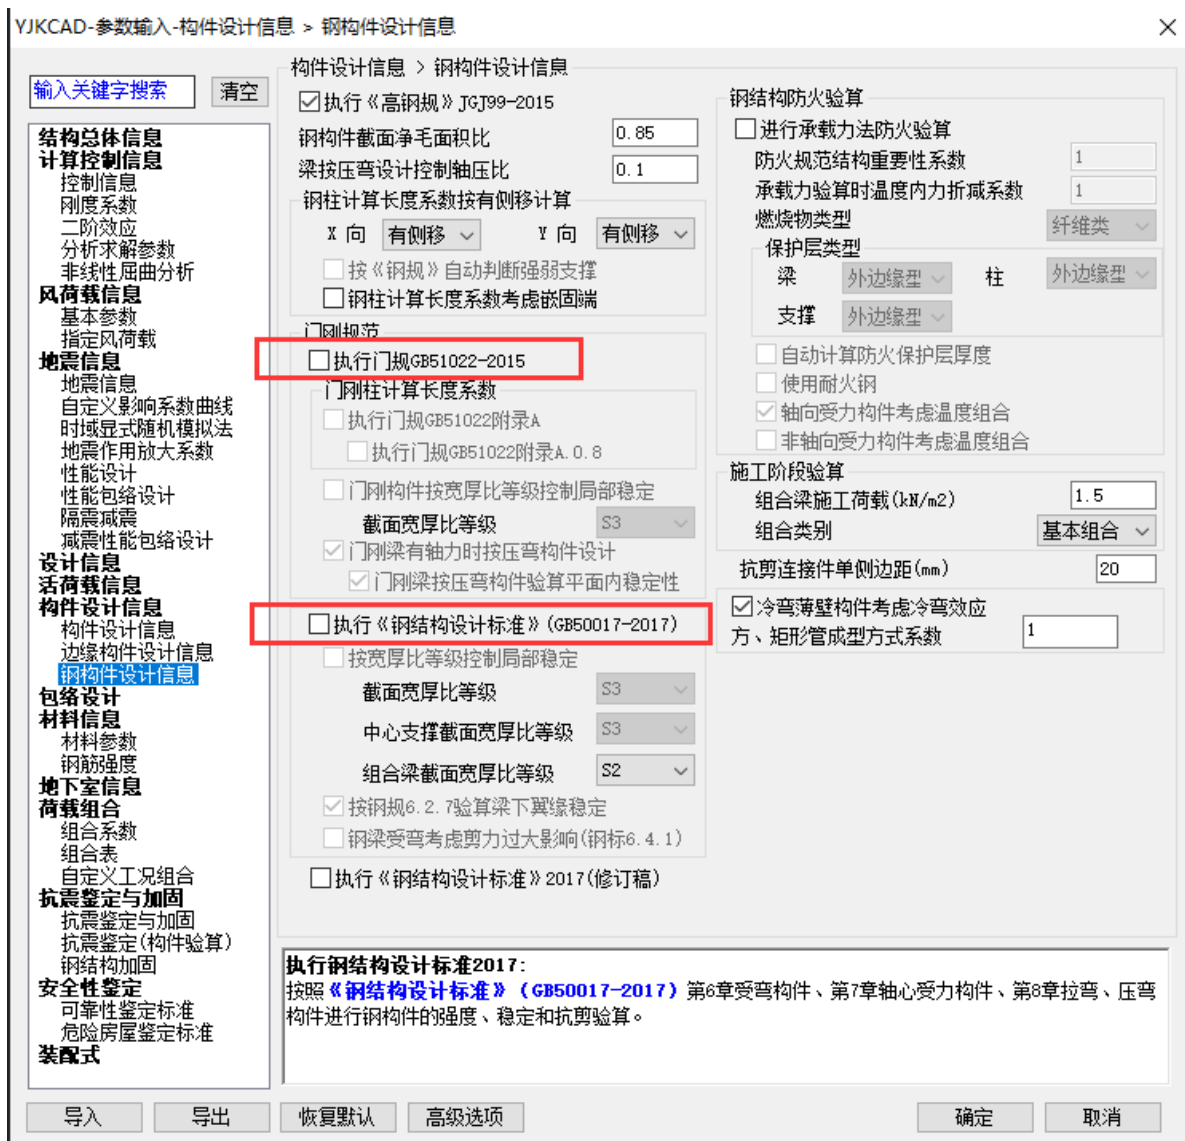 YJKCAD-参数输入-构件设计信息 > 钢构件设计信息
输入关键字搜索
清空
结构总体信息
计算控制信息
控制信息
刚度系数
二阶效应
分析求解参数
非线性屈曲分析
风荷载信息
基本参数
指定风荷载
地震信息
地震信息
自定义影响系数曲线
时域显式随机模拟法
地震作用放大系数
性能设计
性能包络设计
隔震减震
减震性能包络设计
设计信息
活荷载信息
构件设计信息
构件设计信息
边缘构件设计信息
钢构件设计信息
包络设计
材料信息
材料参数
钢筋强度
地下室信息
荷载组合
组合系数
组合表
自定义工况组合
抗震鉴定与加固
抗震鉴定与加固
抗震鉴定(构件验算)
钢结构加固
安全性鉴定
可靠性鉴定标准
危险房屋鉴定标准
装配式
构件设计信息 > 钢构件设计信息
执行《高钢规》JGJ99-2015
钢构件截面净毛面积比 0.85
梁按压弯设计控制轴压比 0.1
钢柱计算长度系数按有侧移计算
X 向 有侧移 Y 向 有侧移
按《钢规》自动判断强弱支撑
钢柱计算长度系数考虑嵌固端
门刚规范
执行门规GB51022-2015
门刚柱计算长度系数
执行门规GB51022附录A
执行门规GB51022附录A.0.8
门刚构件按宽厚比等级控制局部稳定
截面宽厚比等级 S3
门刚梁有轴力时按压弯构件设计
门刚梁按压弯构件验算平面内稳定性
执行《钢结构设计标准》(GB50017-2017)
按宽厚比等级控制局部稳定
截面宽厚比等级 S3
中心支撑截面宽厚比等级 S3
组合梁截面宽厚比等级 S2
按钢规6.2.7验算梁下翼缘稳定
钢梁受弯考虑剪力过大影响(钢标6.4.1)
执行《钢结构设计标准》2017(修订稿)
钢结构防火验算
进行承载力法防火验算
防火规范结构重要性系数 1
承载力验算时温度内力折减系数 1
燃烧物类型 纤维类
保护层类型
梁 外边缘型 柱 外边缘型
支撑 外边缘型
自动计算防火保护层厚度
使用耐火钢
轴向受力构件考虑温度组合
非轴向受力构件考虑温度组合
施工阶段验算
组合梁施工荷载(kN/m2) 1.5
组合类别 基本组合
抗剪连接件单侧边距(mm) 20
冷弯薄壁构件考虑冷弯效应
方、矩形管成型方式系数 1
执行钢结构设计标准2017:
按照《钢结构设计标准》（GB50017-2017）第6章受弯构件、第7章轴心受力构件、第8章拉弯、压弯
构件进行钢构件的强度、稳定和抗剪验算。
导入 导出 恢复默认 高级选项 确定 取消